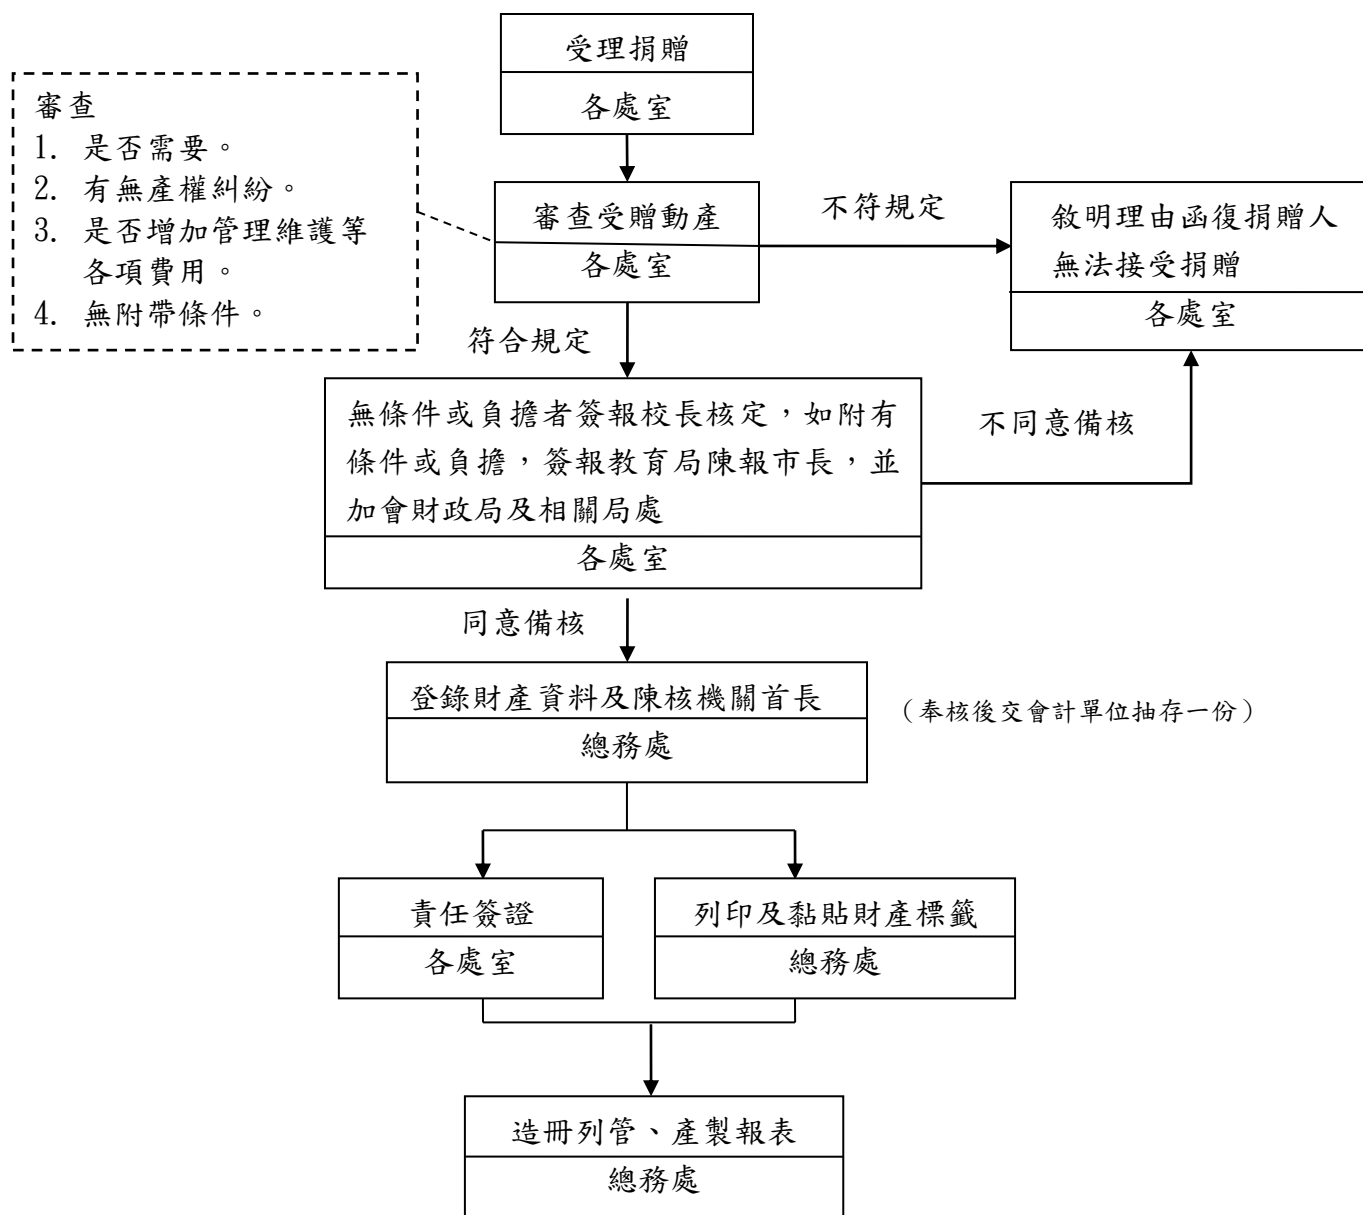 受理捐贈
各處室
審查
1. 是否需要。
2. 有無產權糾紛。
3. 是否增加管理維護等
各項費用。
4. 無附帶條件。
審查受贈動產
各處室
不符規定
敘明理由函復捐贈人
無法接受捐贈
各處室
符合規定
無條件或負擔者簽報校長核定，如附有
條件或負擔，簽報教育局陳報市長，並
加會財政局及相關局處
各處室
不同意備核
同意備核
登錄財產資料及陳核機關首長
總務處
（奉核後交會計單位抽存一份）
責任簽證
各處室
列印及黏貼財產標籤
總務處
造冊列管、產製報表
總務處